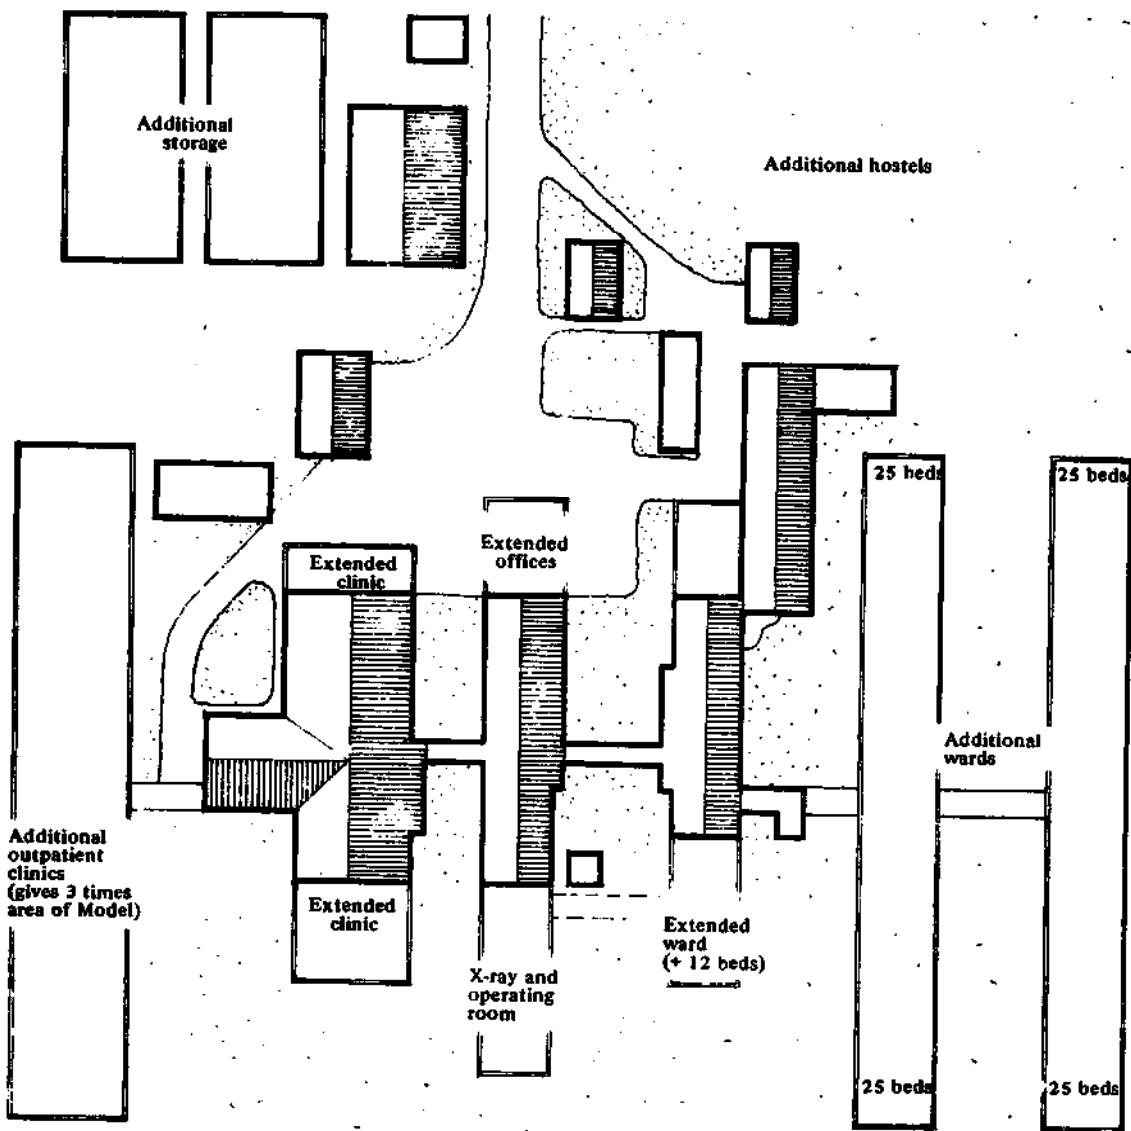 Additional
storage
Additional hostels
25 beds
25 beds
Extended
offices
Extended
clinic
Additional
wards
Additional
outpatient
clinics
(gives 3 times
area of Model)
Extended
clinic
Extended
ward
(+ 12 beds)
X-ray and
operating
room
25 beds
25 beds